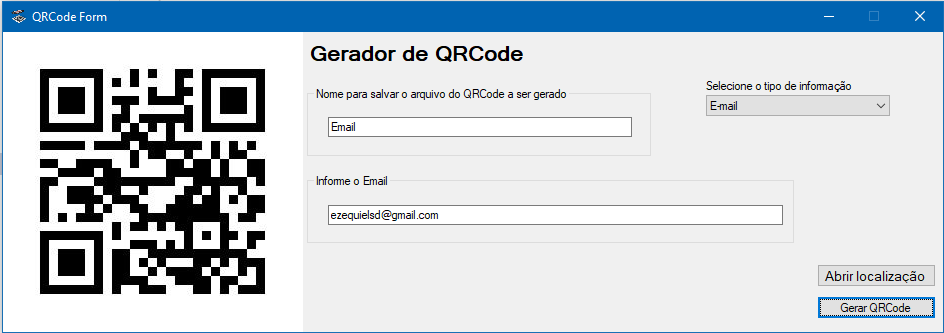 QRCode Form
Gerador de QRCode
Nome para salvar o arquivo do QRCode a ser gerado
Email
Selecione o tipo de informação
E-mail
Informe o Email
ezequielsd@gmail.com
Abrir localização
Gerar QRCode